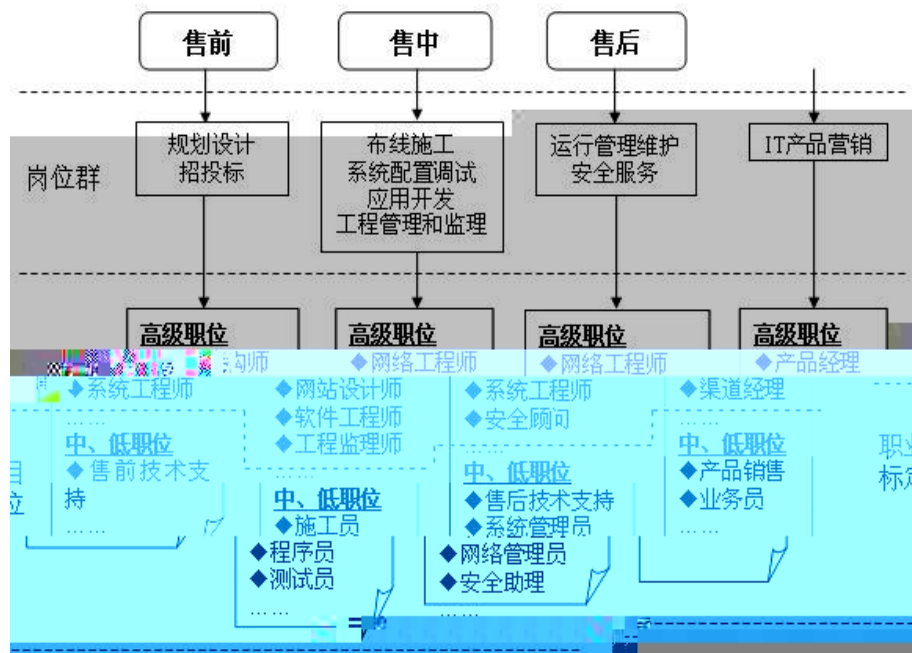 售前
售中
售后
岗位群
规划设计
招投标
布线施工
系统配置调试
应用开发
工程管理和监理
运行管理维护
安全服务
IT产品营销
高级职位
构师
◆系统工程师
……
中、低职位
◆售前技术支
持
……
高级职位
◆网络工程师
◆网站设计师
◆软件工程师
◆工程监理师
……
中、低职位
◆施工员
◆程序员
◆测试员
……
高级职位
◆网络工程师
◆系统工程师
◆安全顾问
……
中、低职位
◆售后技术支持
◆系统管理员
◆网络管理员
◆安全助理
……
高级职位
◆产品经理
◆渠道经理
……
中、低职位
◆产品销售
◆业务员
……
目
位
职业
标定